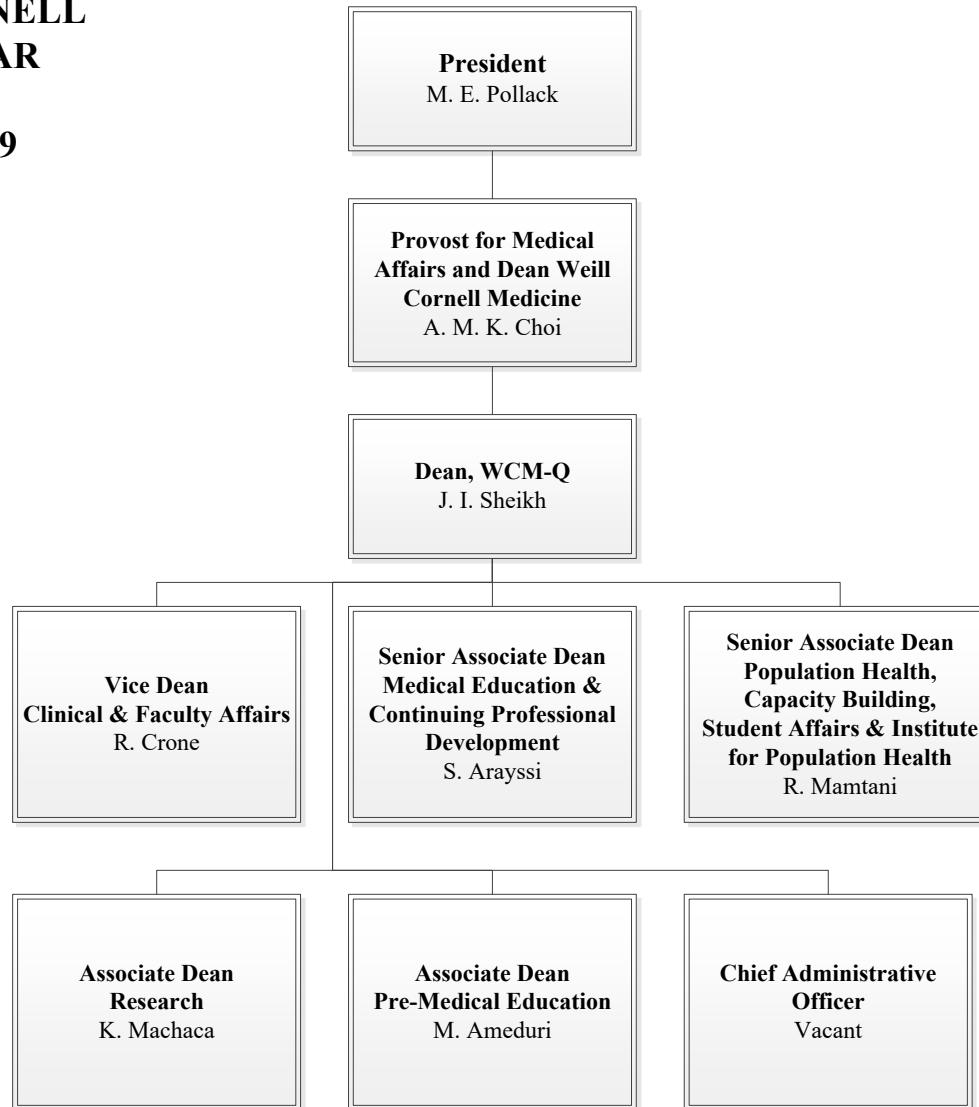 NELL
AR
9
President
M. E. Pollack
Provost for Medical
Affairs and Dean Weill
Cornell Medicine
A. M. K. Choi
Dean, WCM-Q
J. I. Sheikh
Vice Dean
Clinical & Faculty Affairs
R. Crone
Senior Associate Dean
Medical Education &
Continuing Professional
Development
S. Arayssi
Senior Associate Dean
Population Health,
Capacity Building,
Student Affairs & Institute
for Population Health
R. Mamtani
Associate Dean
Research
K. Machaca
Associate Dean
Pre-Medical Education
M. Ameduri
Chief Administrative
Officer
Vacant